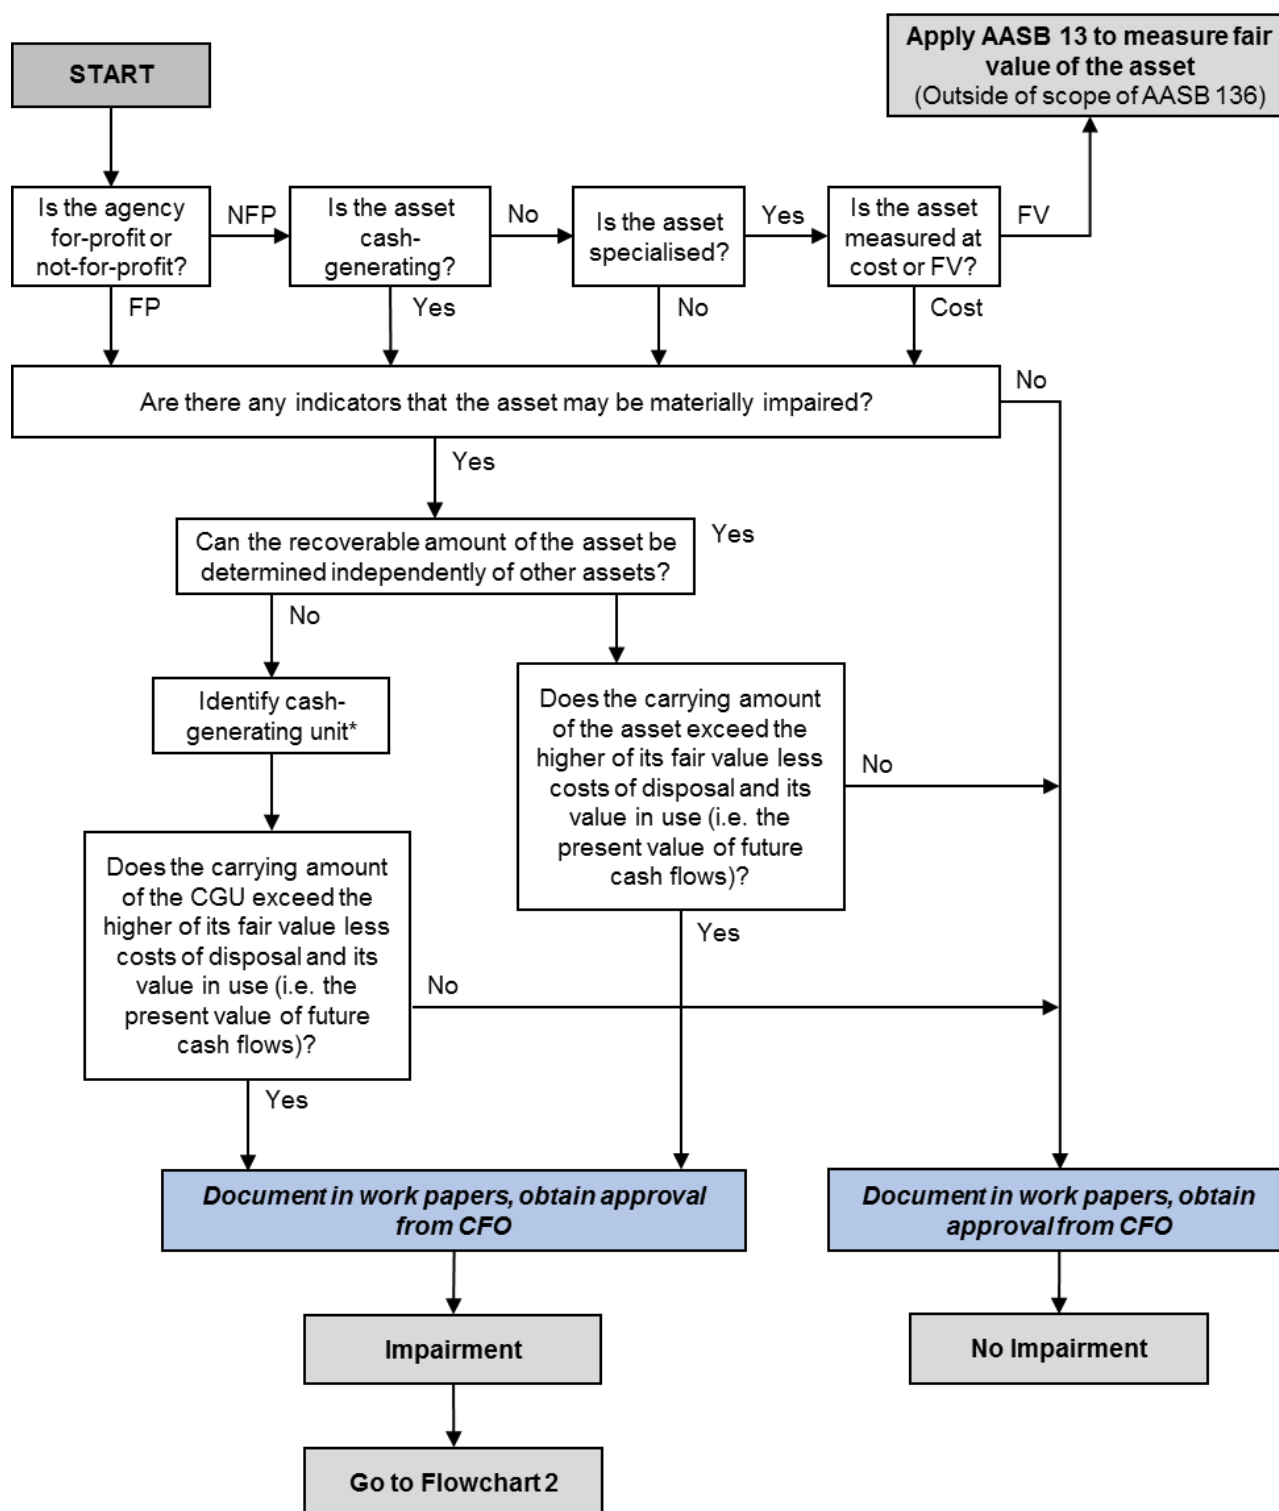 START
Apply AASB 13 to measure fair
value of the asset
(Outside of scope of AASB 136)
Is the agency
for-profit or
not-for-profit?
NFP
Is the asset
cash-
generating?
No
Is the asset
specialised?
Yes
Is the asset
measured at
cost or FV?
FV
FP
Yes
No
Cost
Are there any indicators that the asset may be materially impaired?
No
Yes
Can the recoverable amount of the asset be
determined independently of other assets?
Yes
No
Identify cash-
generating unit*
Does the carrying amount
of the asset exceed the
higher of its fair value less
costs of disposal and its
value in use (i.e. the
present value of future
cash flows)?
No
Yes
Does the carrying amount
of the CGU exceed the
higher of its fair value less
costs of disposal and its
value in use (i.e. the
present value of future
cash flows)?
No
Yes
Document in work papers, obtain approval
from CFO
Document in work papers, obtain
approval from CFO
Impairment
No Impairment
Go to Flowchart 2